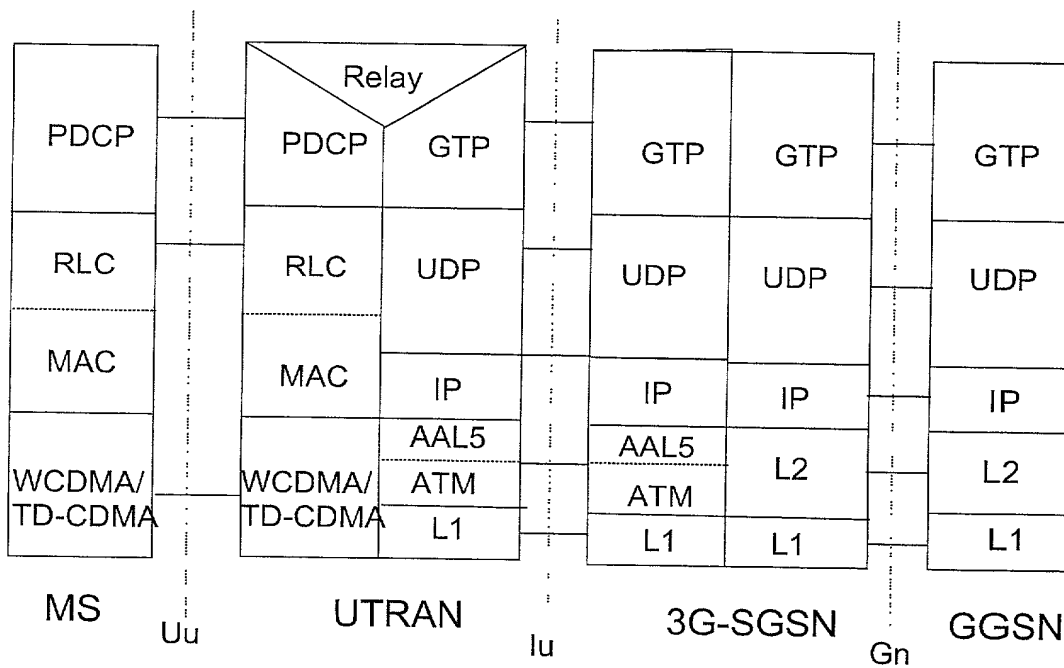 Relay
PDCP
PDCP
GTP
GTP
GTP
GTP
RLC
RLC
UDP
UDP
UDP
UDP
MAC
MAC
IP
IP
IP
IP
AAL5
AAL5
WCDMA/
TD-CDMA
WCDMA/
TD-CDMA
ATM
ATM
L2
L2
L1
L1
L1
L1
MS
Uu
UTRAN
Iu
3G-SGSN
Gn
GGSN